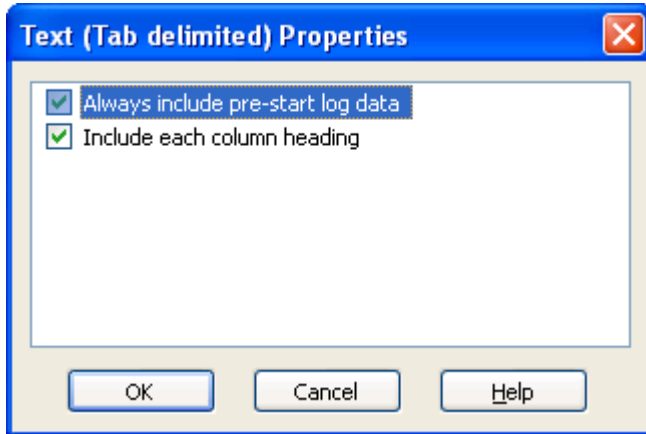 Text (Tab delimited) Properties
Always include pre-start log data
Include each column heading
OK Cancel Help